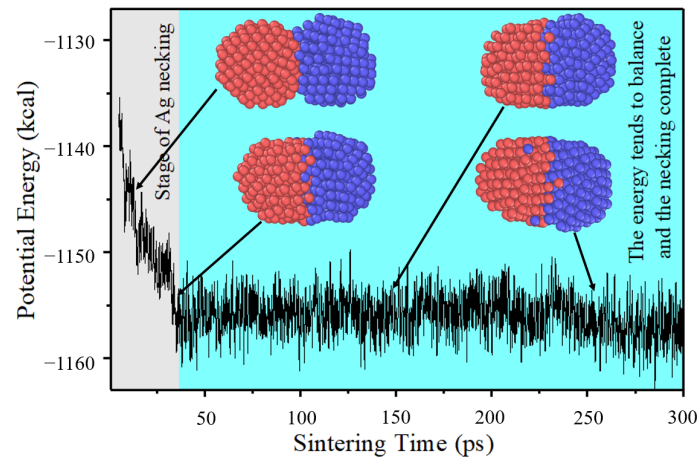 −1130
−1140
−1150
−1160
Potential Energy (kcal)
Stage of Ag necking
The energy tends to balance
and the necking complete
50
100
150
200
250
300
Sintering Time (ps)